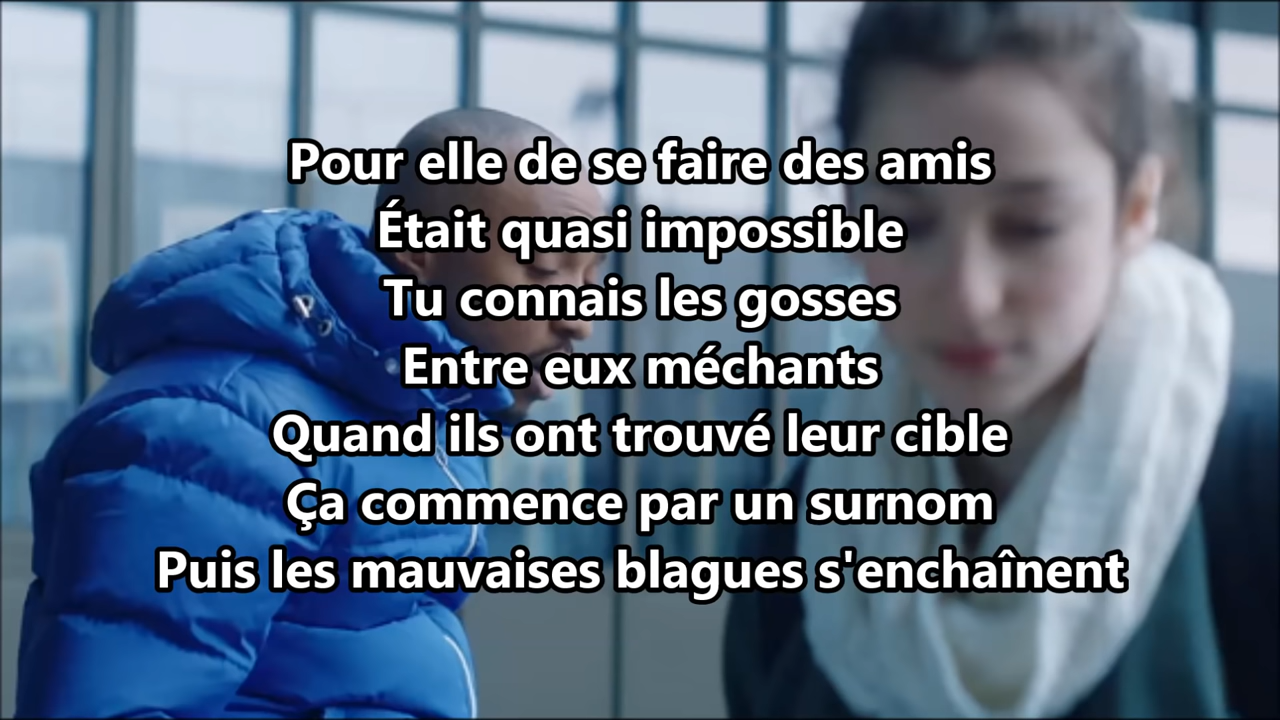 Pour elle de se faire des amis
Était quasi impossible
Tu connais les gosses
Entre eux méchants
Quand ils ont trouvé leur cible
Ça commence par un surnom
Puis les mauvaises blagues s'enchaînent